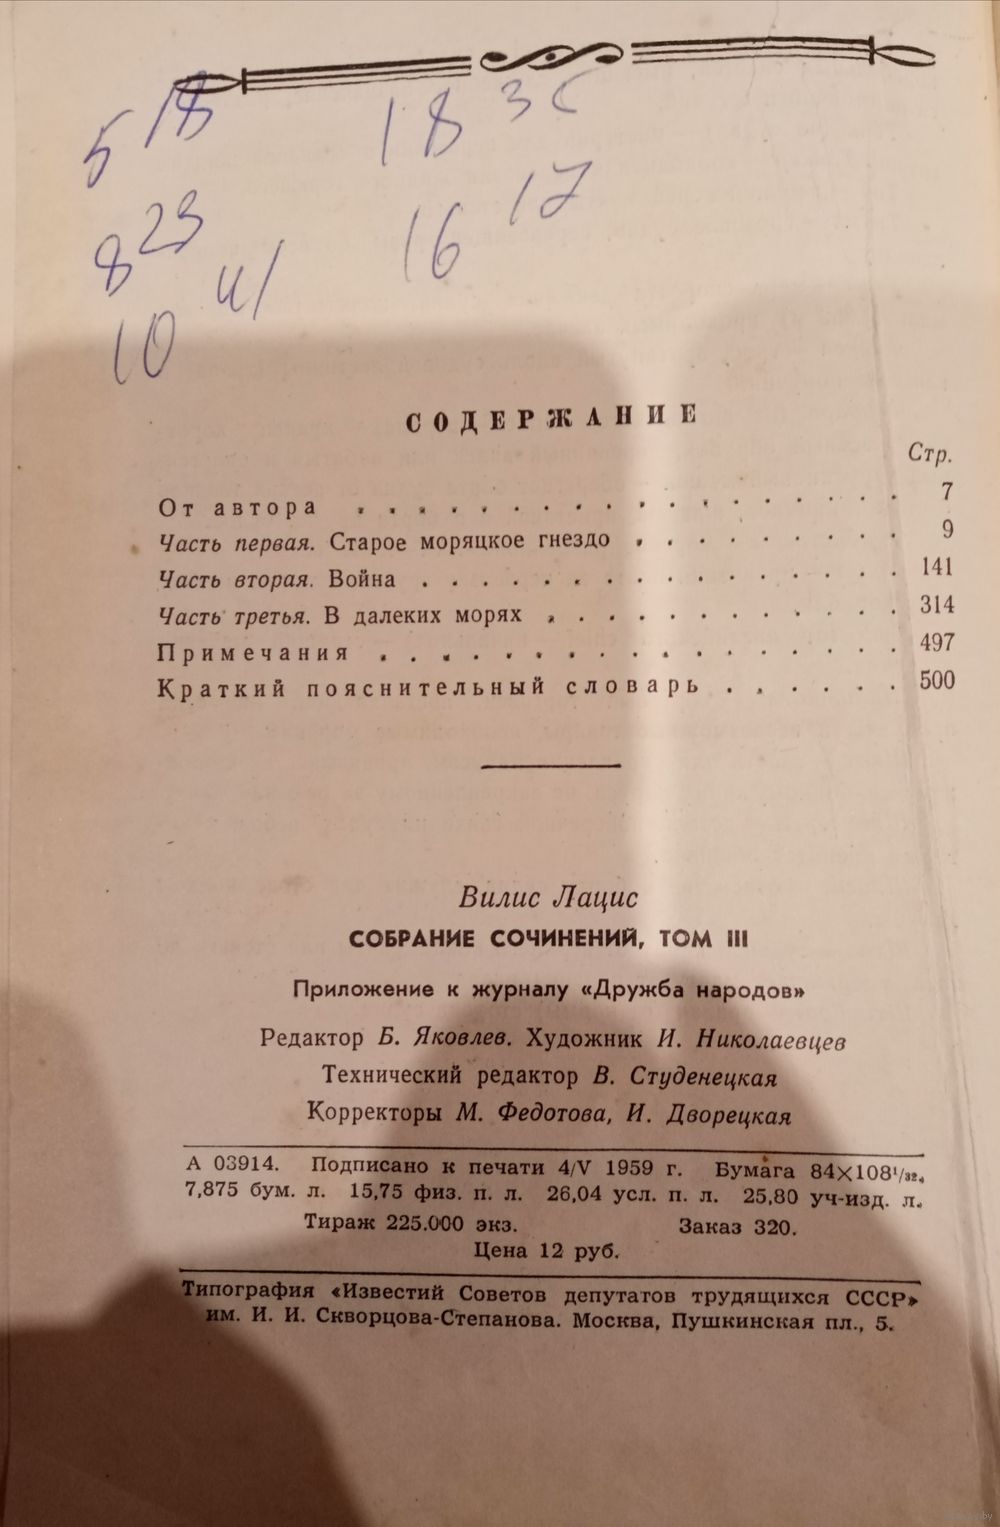 5 18 18 3
8 23 16 17
10 41
СОДЕРЖАНИЕ
Стр.
От автора . . . . . . . . . . . . . . . . . . 7
Часть первая. Старое моряцкое гнездо . . . . . . . . . 9
Часть вторая. Война . . . . . . . . . . . . . . . . 141
Часть третья. В далеких морях . . . . . . . . . . . . 314
Примечания . . . . . . . . . . . . . . . . . 497
Краткий пояснительный словарь . . . . . . 500
Вилис Лацис
СОБРАНИЕ СОЧИНЕНИЙ, ТОМ III
Приложение к журналу «Дружба народов»
Редактор Б. Яковлев. Художник И. Николаевцев
Технический редактор В. Студенецкая
Корректоры М. Федотова, И. Дворецкая
А 03914. Подписано к печати 4/V 1959 г. Бумага 84×108¹/₃₂.
7,875 бум. л. 15,75 физ. п. л. 26,04 усл. п. л. 25,80 уч-изд. л.
Тираж 225.000 экз. Заказ 320.
Цена 12 руб.
Типография «Известий Советов депутатов трудящихся СССР»
им. И. И. Скворцова-Степанова. Москва, Пушкинская пл., 5.